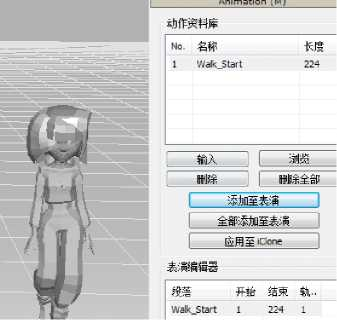 Animation (M)
动作资料库
No. 名称 长度
1 Walk_Start 224
输入 浏览
删除 删除全部
添加至表演
全部添加至表演
应用至 iClone
表演编辑器
段落 开始 结束 轨..
Walk_Start 1 224 1